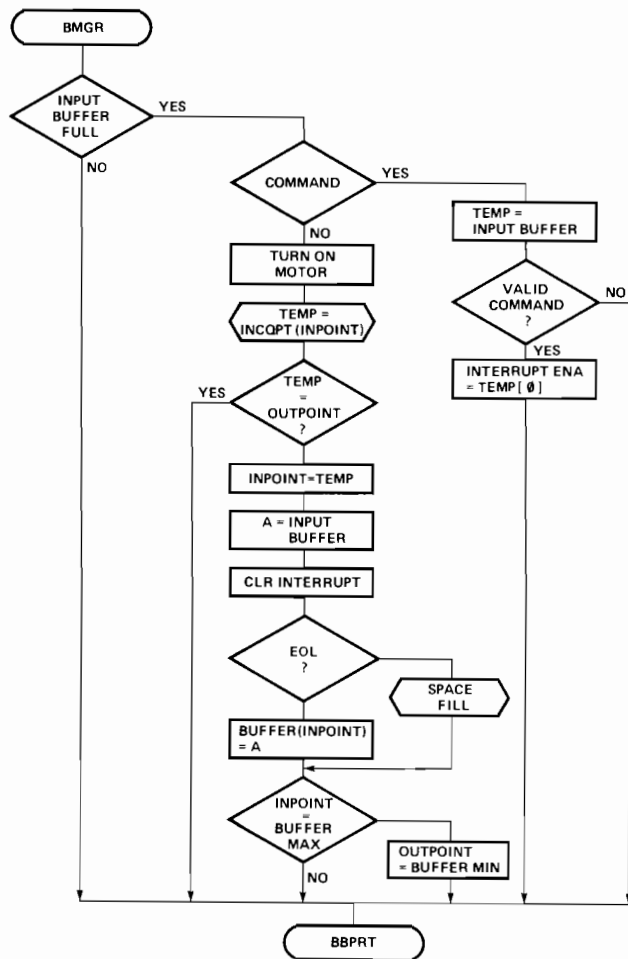 BMGR
INPUT
BUFFER
FULL
YES
NO
COMMAND
YES
NO
TEMP =
INPUT BUFFER
TURN ON
MOTOR
VALID
COMMAND
?
NO
YES
TEMP =
INCQPT (INPOINT)
INTERRUPT ENA
= TEMP [ 0 ]
TEMP
=
OUTPOINT
?
YES
INPOINT=TEMP
A = INPUT
BUFFER
CLR INTERRUPT
EOL
?
SPACE
FILL
BUFFER(INPOINT)
= A
INPOINT
=
BUFFER
MAX
NO
OUTPOINT
= BUFFER MIN
BBPRT